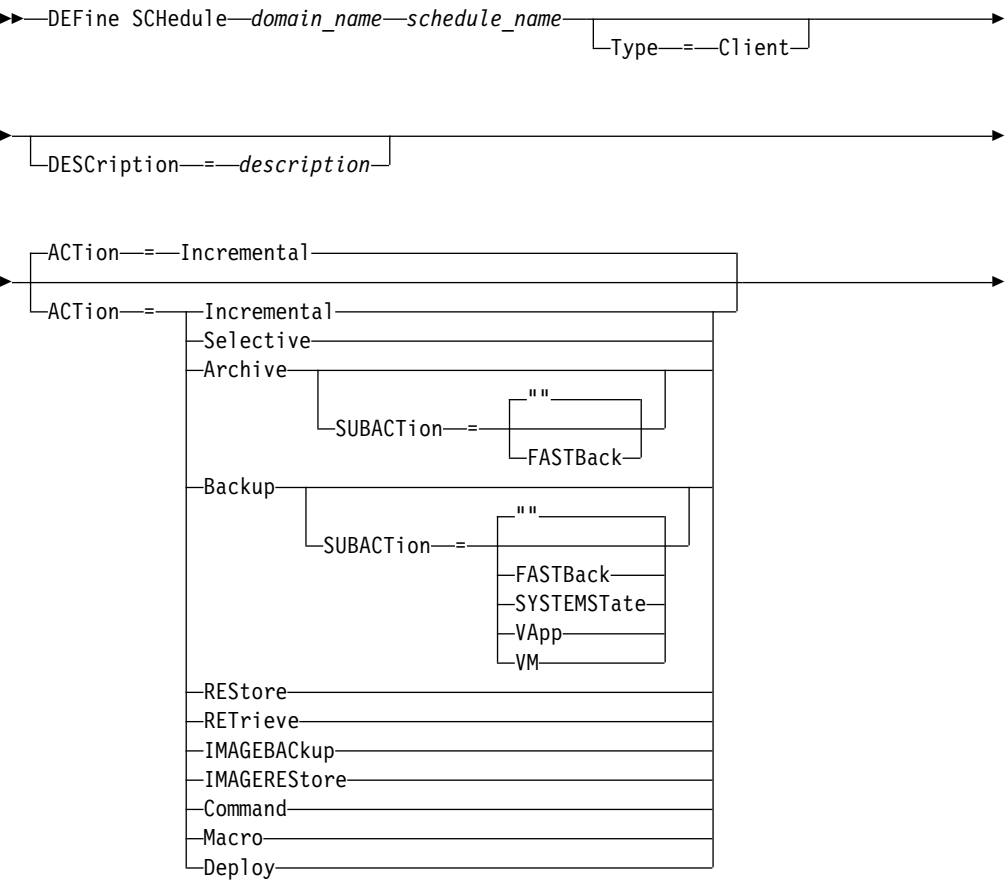 DEFine SCHedule domain_name schedule_name
Type = Client
DESCription = description
ACTion = Incremental
ACTion = Incremental
Selective
Archive
""
SUBACTion =
FASTBack
Backup
""
SUBACTion =
FASTBack
SYSTEMSTate
VApp
VM
REStore
RETrieve
IMAGEBACkup
IMAGEREStore
Command
Macro
Deploy